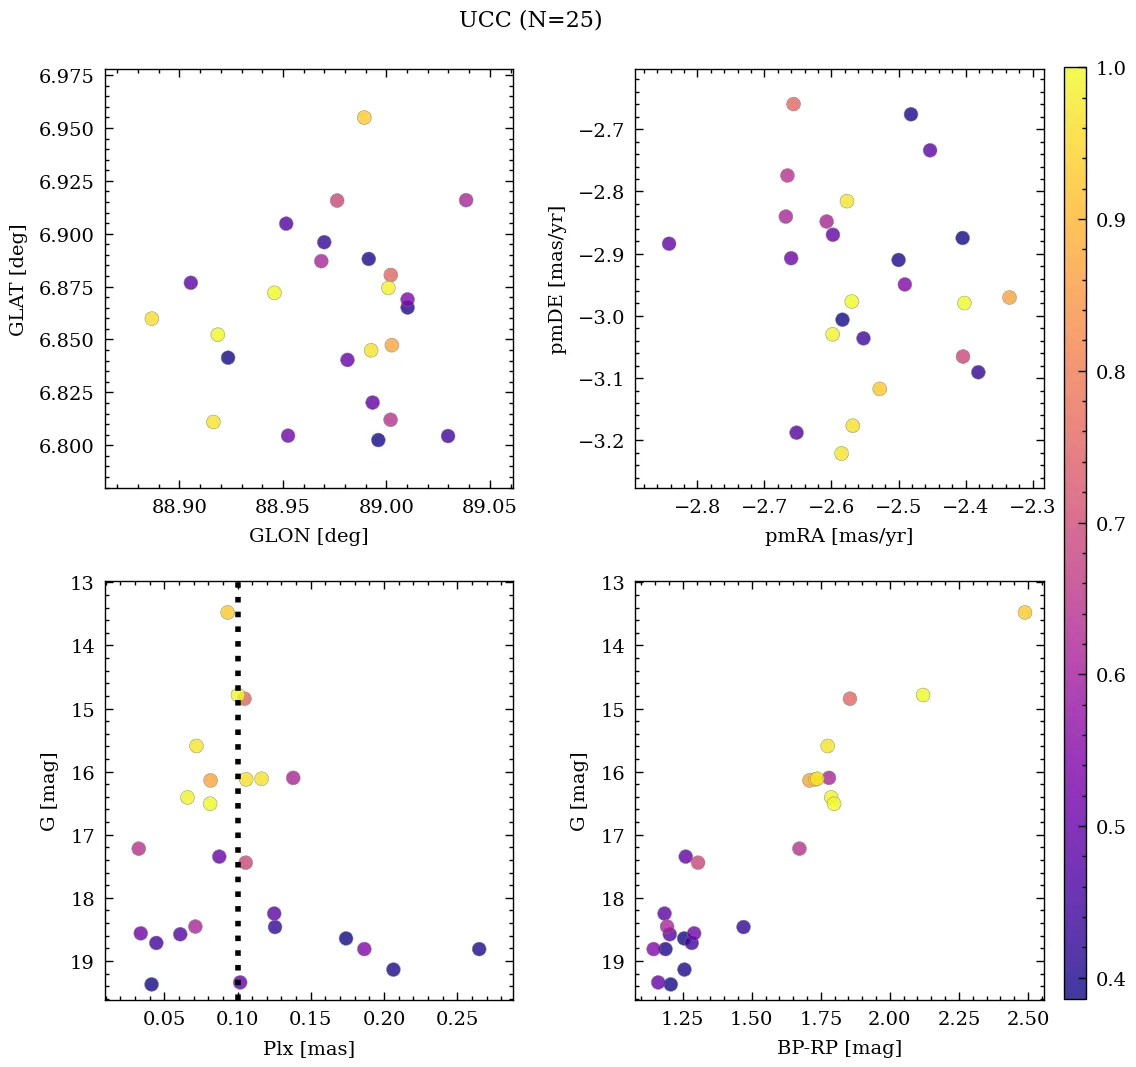 UCC (N=25)
6.975
6.950
6.925
6.900
6.875
6.850
6.825
6.800
GLAT [deg]
88.90 88.95 89.00 89.05
GLON [deg]
−2.7
−2.8
−2.9
−3.0
−3.1
−3.2
pmDE [mas/yr]
−2.8 −2.7 −2.6 −2.5 −2.4 −2.3
pmRA [mas/yr]
13
14
15
16
17
18
19
G [mag]
0.05 0.10 0.15 0.20 0.25
Plx [mas]
13
14
15
16
17
18
19
G [mag]
1.25 1.50 1.75 2.00 2.25 2.50
BP-RP [mag]
1.0
0.9
0.8
0.7
0.6
0.5
0.4